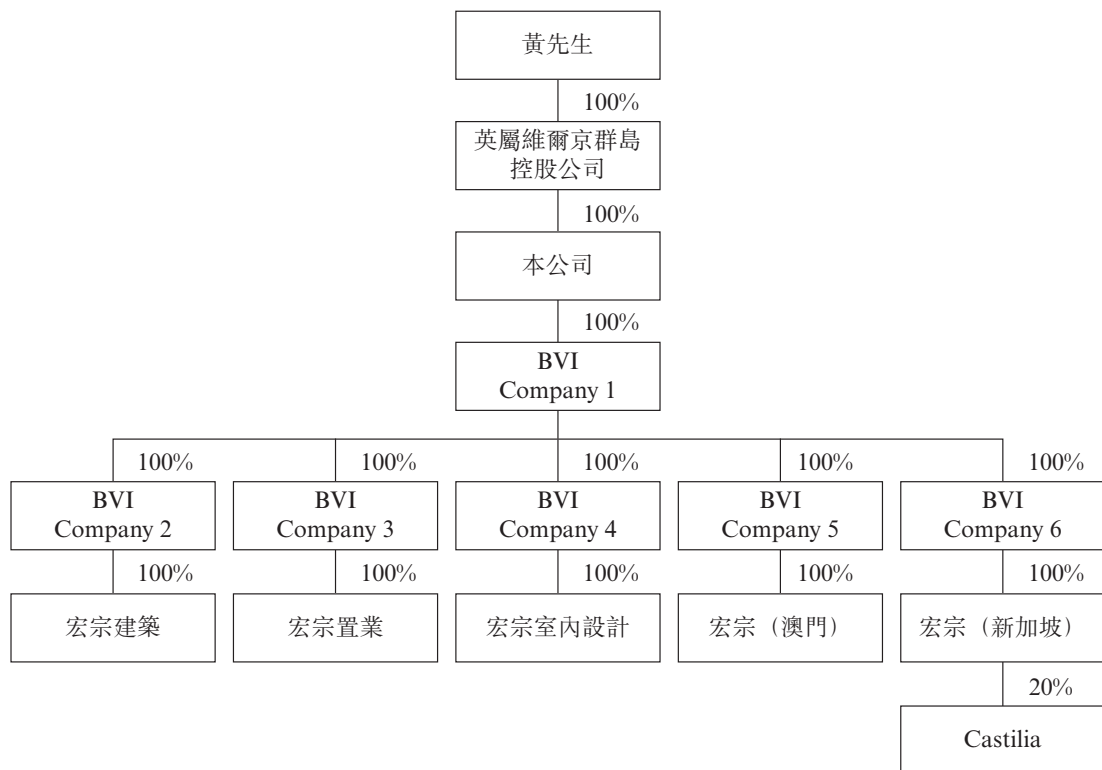 黃先生
100%
英屬維爾京群島
控股公司
100%
本公司
100%
BVI
Company 1
100% 100% 100% 100% 100%
BVI BVI BVI BVI BVI
Company 2 Company 3 Company 4 Company 5 Company 6
100% 100% 100% 100% 100%
宏宗建築 宏宗置業 宏宗室內設計 宏宗（澳門） 宏宗（新加坡）
20%
Castilia